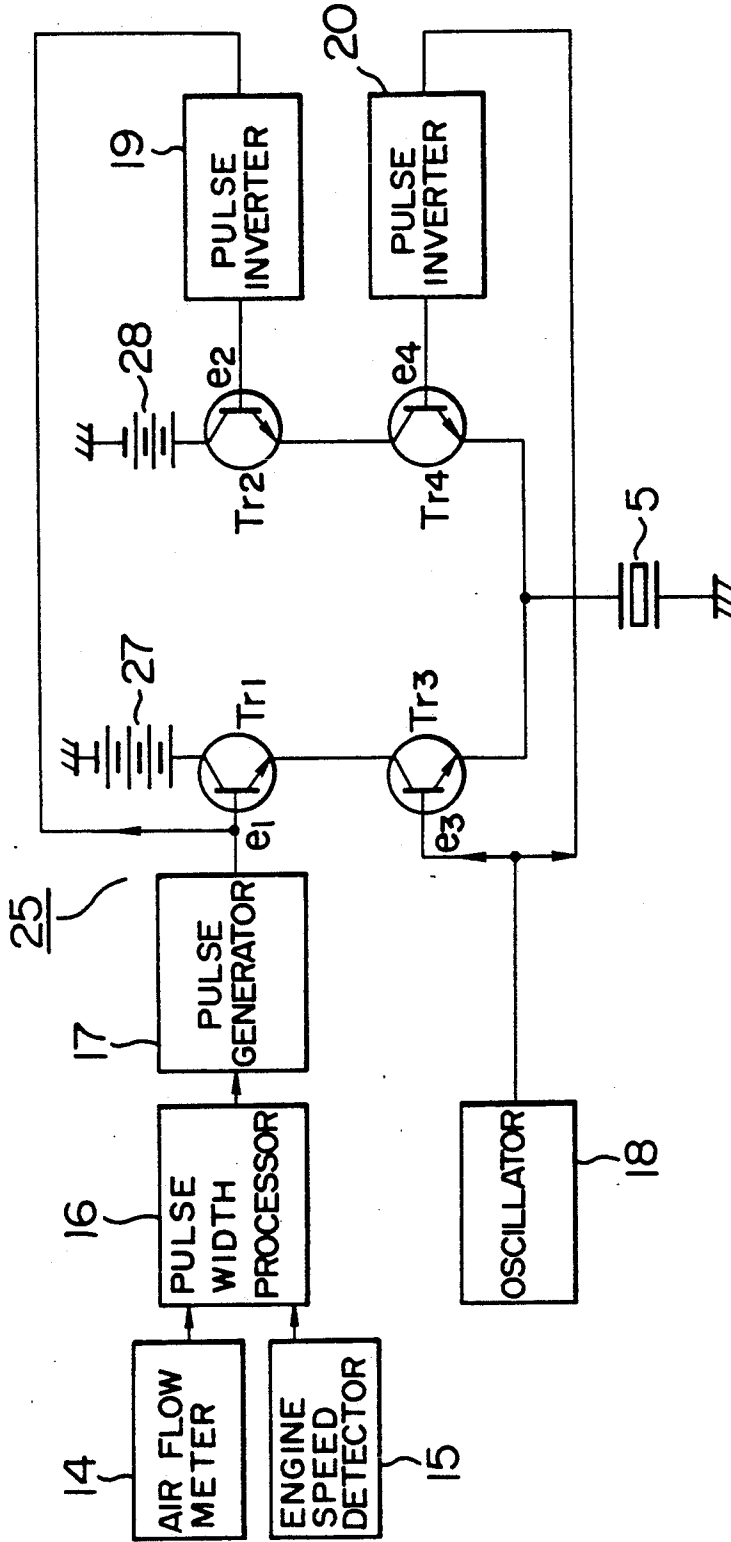 25
14
AIR FLOW
METER
ENGINE
SPEED
DETECTOR
15
16
PULSE
WIDTH
PROCESSOR
17
PULSE
GENERATOR
OSCILLATOR
18
e1
e3
27
Tr1
Tr3
5
28
Tr2
Tr4
e2
e4
19
PULSE
INVERTER
20
PULSE
INVERTER